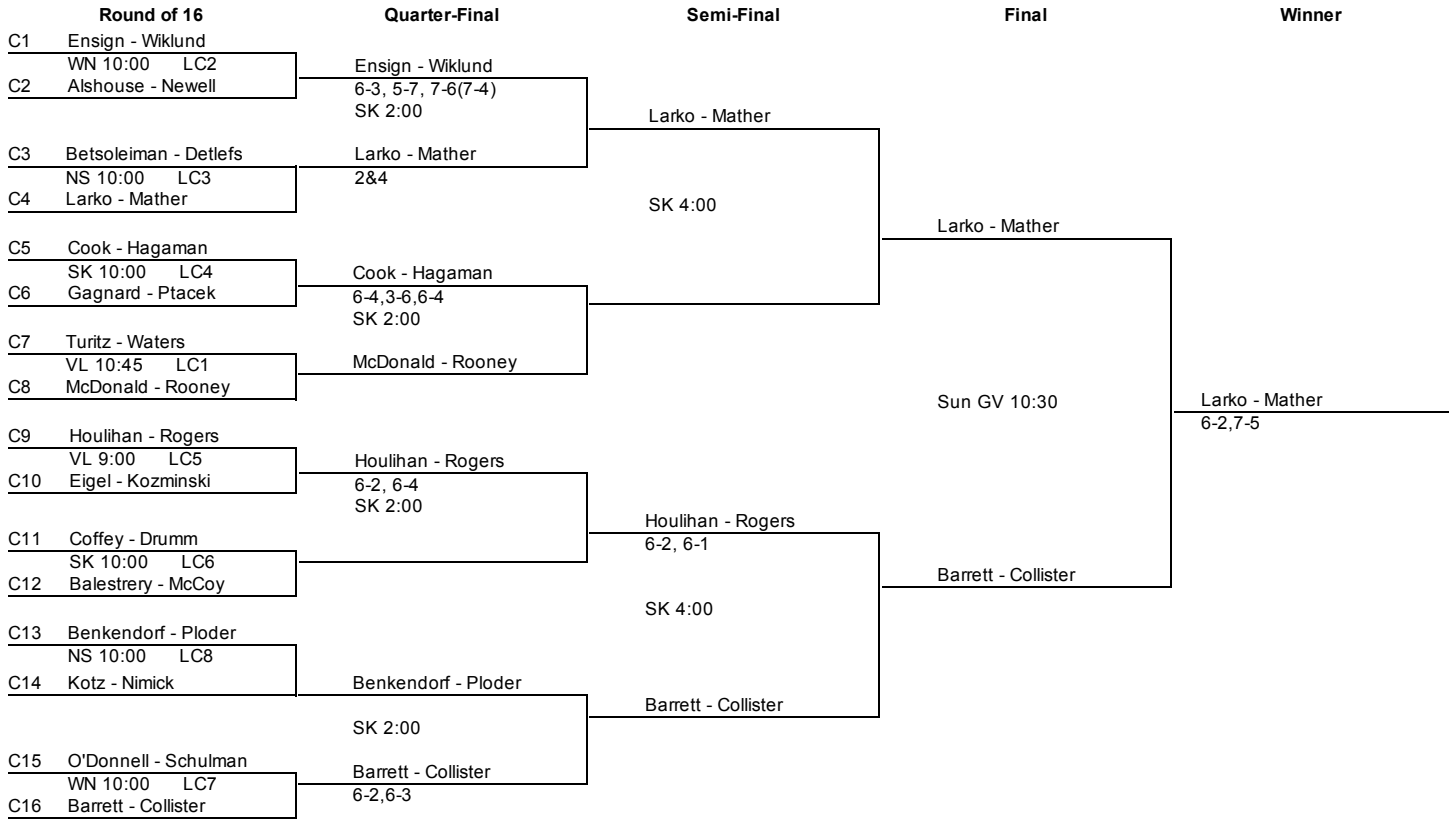 Round of 16 Quarter-Final Semi-Final Final Winner
C1 Ensign - Wiklund
WN 10:00 LC2
C2 Alshouse - Newell
C3 Betsoleiman - Detlefs
NS 10:00 LC3
C4 Larko - Mather
C5 Cook - Hagaman
SK 10:00 LC4
C6 Gagnard - Ptacek
C7 Turitz - Waters
VL 10:45 LC1
C8 McDonald - Rooney
C9 Houlihan - Rogers
VL 9:00 LC5
C10 Eigel - Kozminski
C11 Coffey - Drumm
SK 10:00 LC6
C12 Balestrery - McCoy
C13 Benkendorf - Ploder
NS 10:00 LC8
C14 Kotz - Nimick
C15 O'Donnell - Schulman
WN 10:00 LC7
C16 Barrett - Collister
Ensign - Wiklund
6-3, 5-7, 7-6(7-4)
SK 2:00
Larko - Mather
2&4
Cook - Hagaman
6-4,3-6,6-4
SK 2:00
McDonald - Rooney
Houlihan - Rogers
6-2, 6-4
SK 2:00
Benkendorf - Ploder
SK 2:00
Barrett - Collister
6-2,6-3
Larko - Mather
SK 4:00
Houlihan - Rogers
6-2, 6-1
SK 4:00
Barrett - Collister
Larko - Mather
Sun GV 10:30
Barrett - Collister
Larko - Mather
6-2,7-5